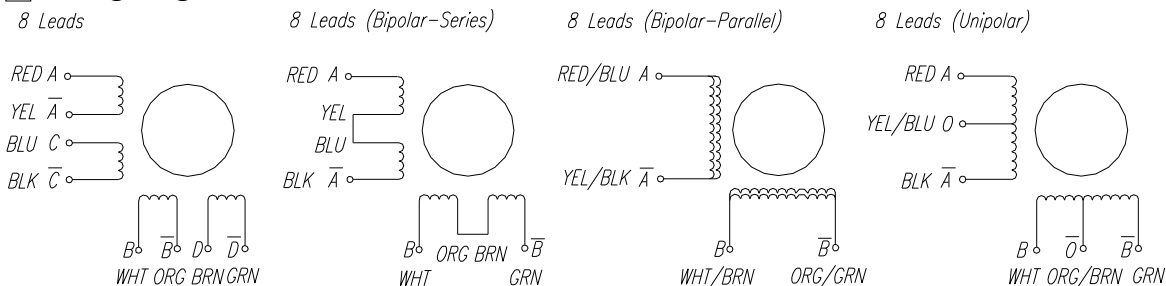 8 Leads
RED A
YEL A̅
BLU C
BLK C̅
B B̅ D D̅
WHT ORG BRN GRN
8 Leads (Bipolar-Series)
RED A
YEL
BLU
BLK A̅
B ORG BRN B̅
WHT GRN
8 Leads (Bipolar-Parallel)
RED/BLU A
YEL/BLK A̅
B B̅
WHT/BRN ORG/GRN
8 Leads (Unipolar)
RED A
YEL/BLU O
BLK A̅
B O̅ B̅
WHT ORG/BRN GRN